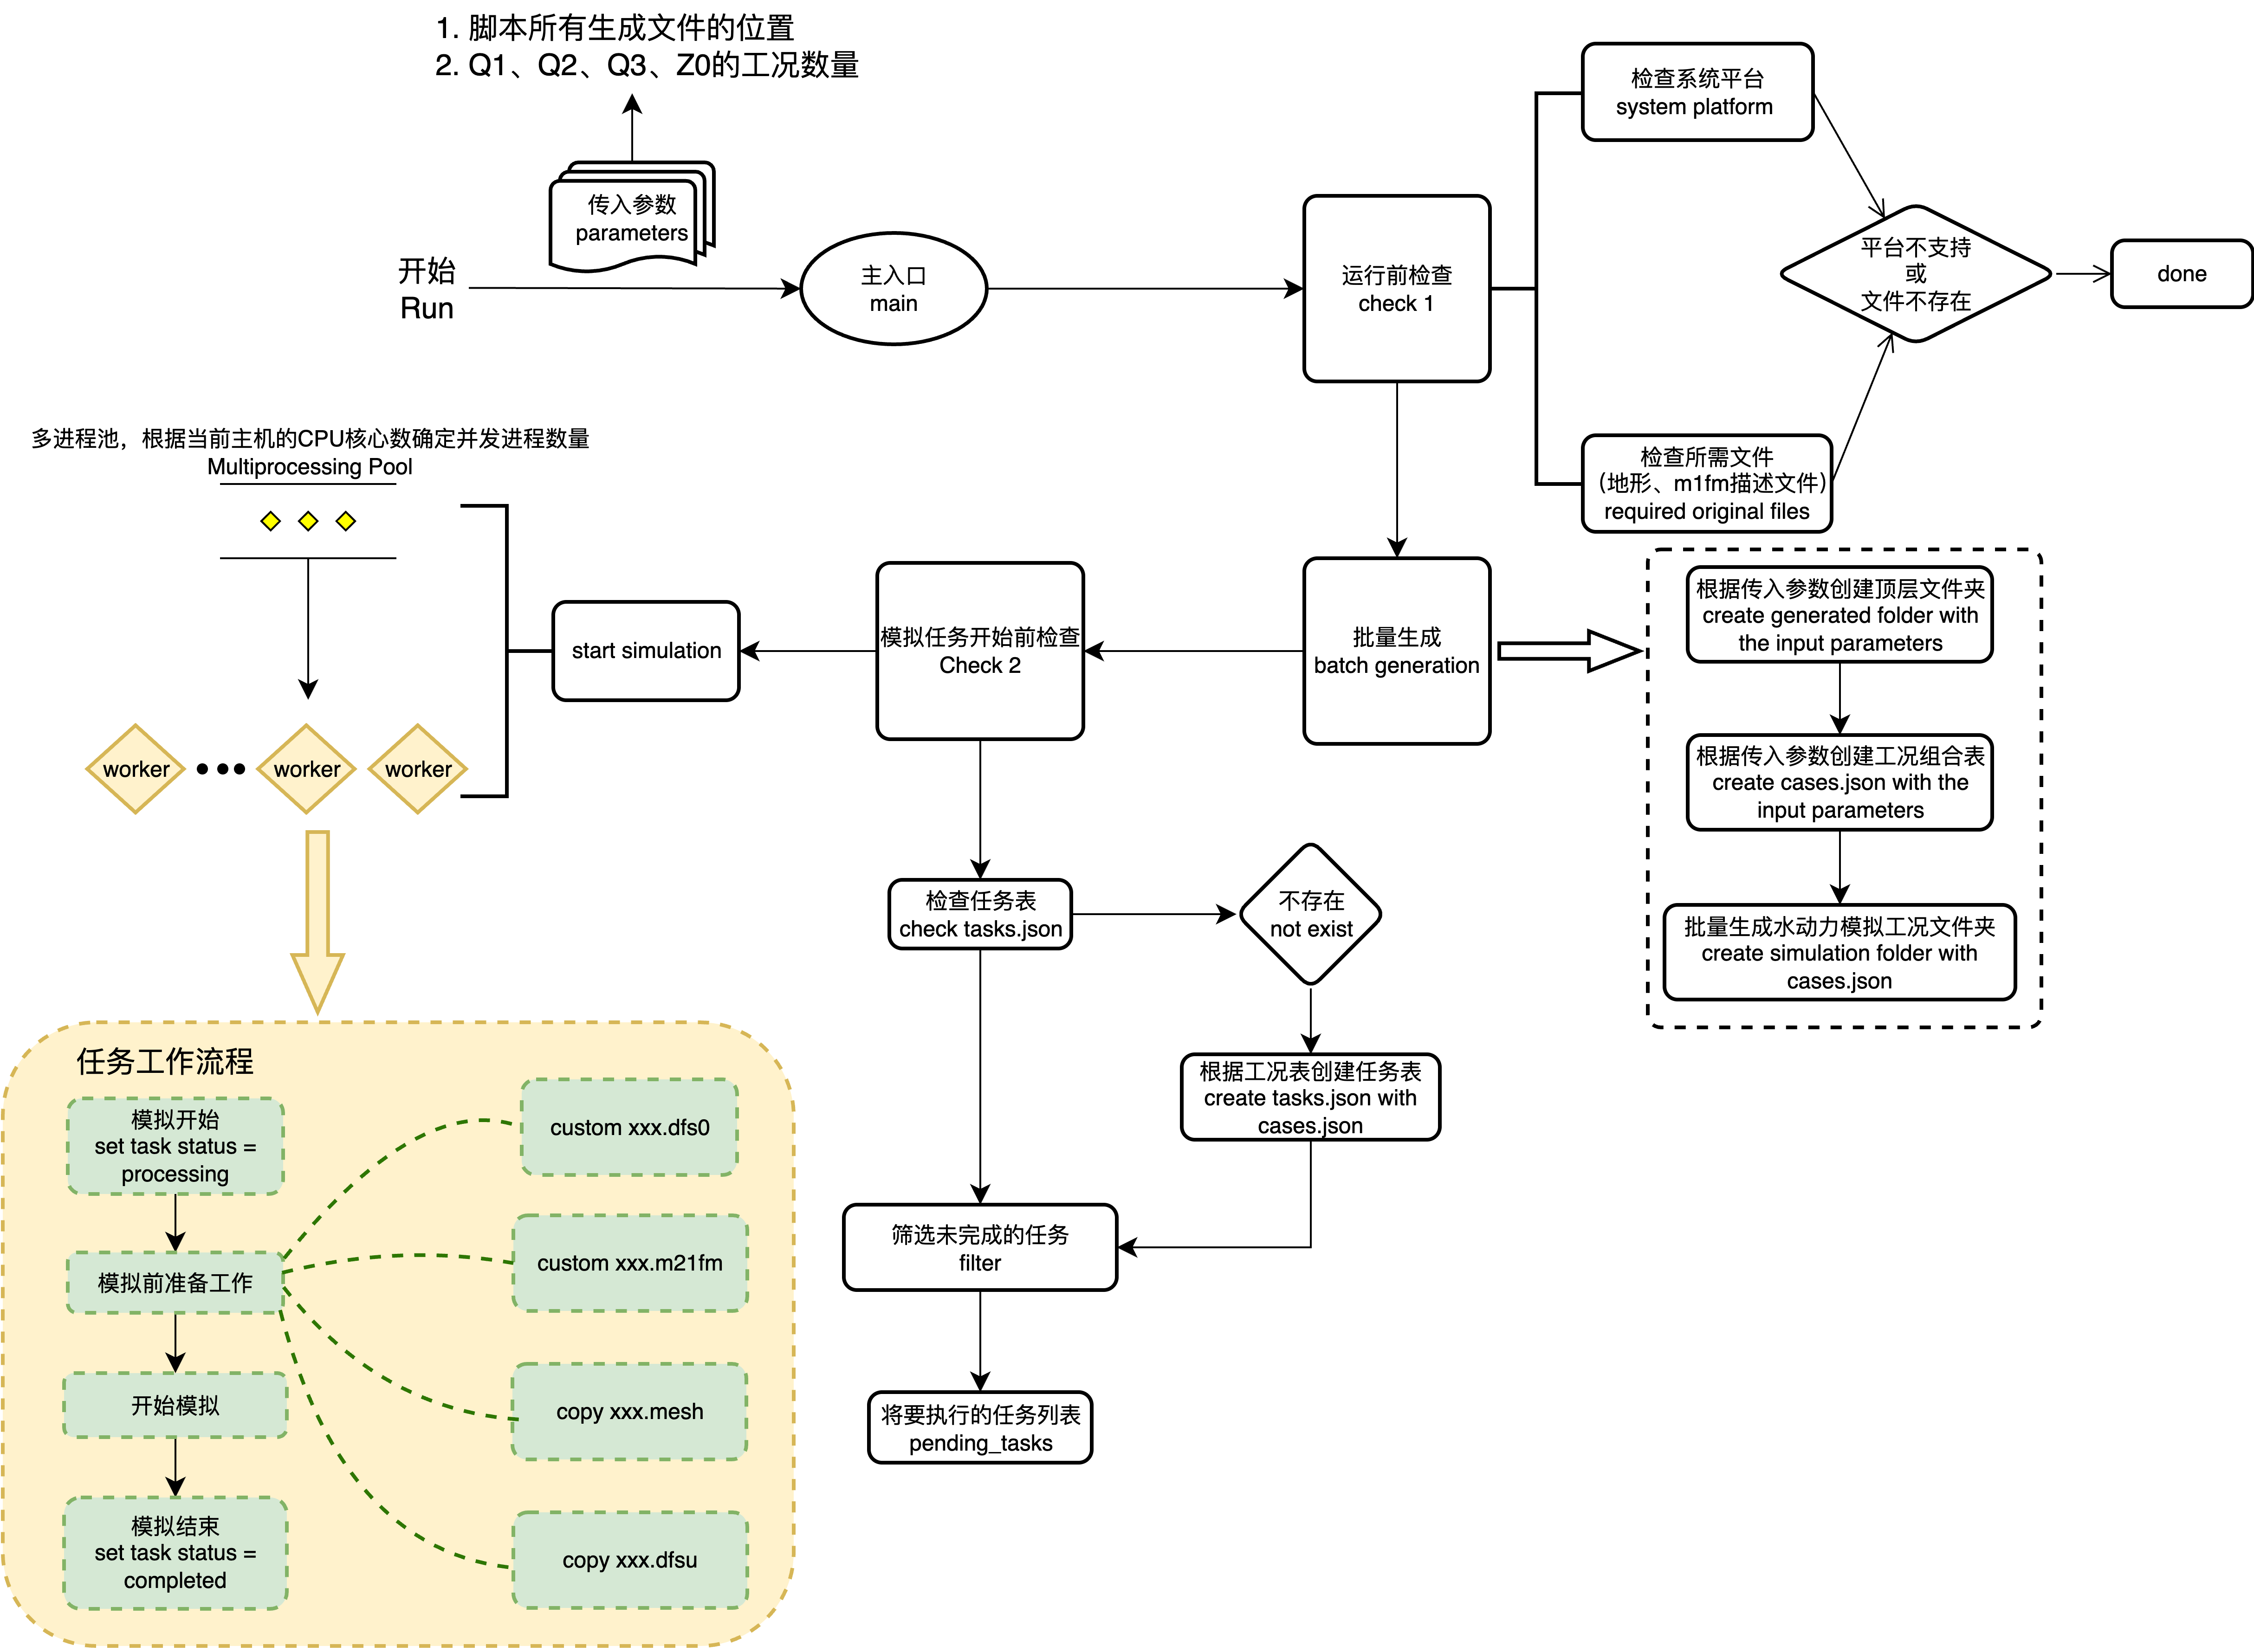 1. 脚本所有生成文件的位置
2. Q1、Q2、Q3、Z0的工况数量
传入参数
parameters
开始
Run
主入口
main
运行前检查
check 1
检查系统平台
system platform
平台不支持
或
文件不存在
done
检查所需文件
（地形、m1fm描述文件）
required original files
多进程池，根据当前主机的CPU核心数确定并发进程数量
Multiprocessing Pool
worker
worker
worker
start simulation
模拟任务开始前检查
Check 2
批量生成
batch generation
根据传入参数创建顶层文件夹
create generated folder with
the input parameters
根据传入参数创建工况组合表
create cases.json with the
input parameters
批量生成水动力模拟工况文件夹
create simulation folder with
cases.json
检查任务表
check tasks.json
不存在
not exist
根据工况表创建任务表
create tasks.json with
cases.json
筛选未完成的任务
filter
将要执行的任务列表
pending_tasks
任务工作流程
模拟开始
set task status =
processing
模拟前准备工作
开始模拟
模拟结束
set task status =
completed
custom xxx.dfs0
custom xxx.m21fm
copy xxx.mesh
copy xxx.dfsu